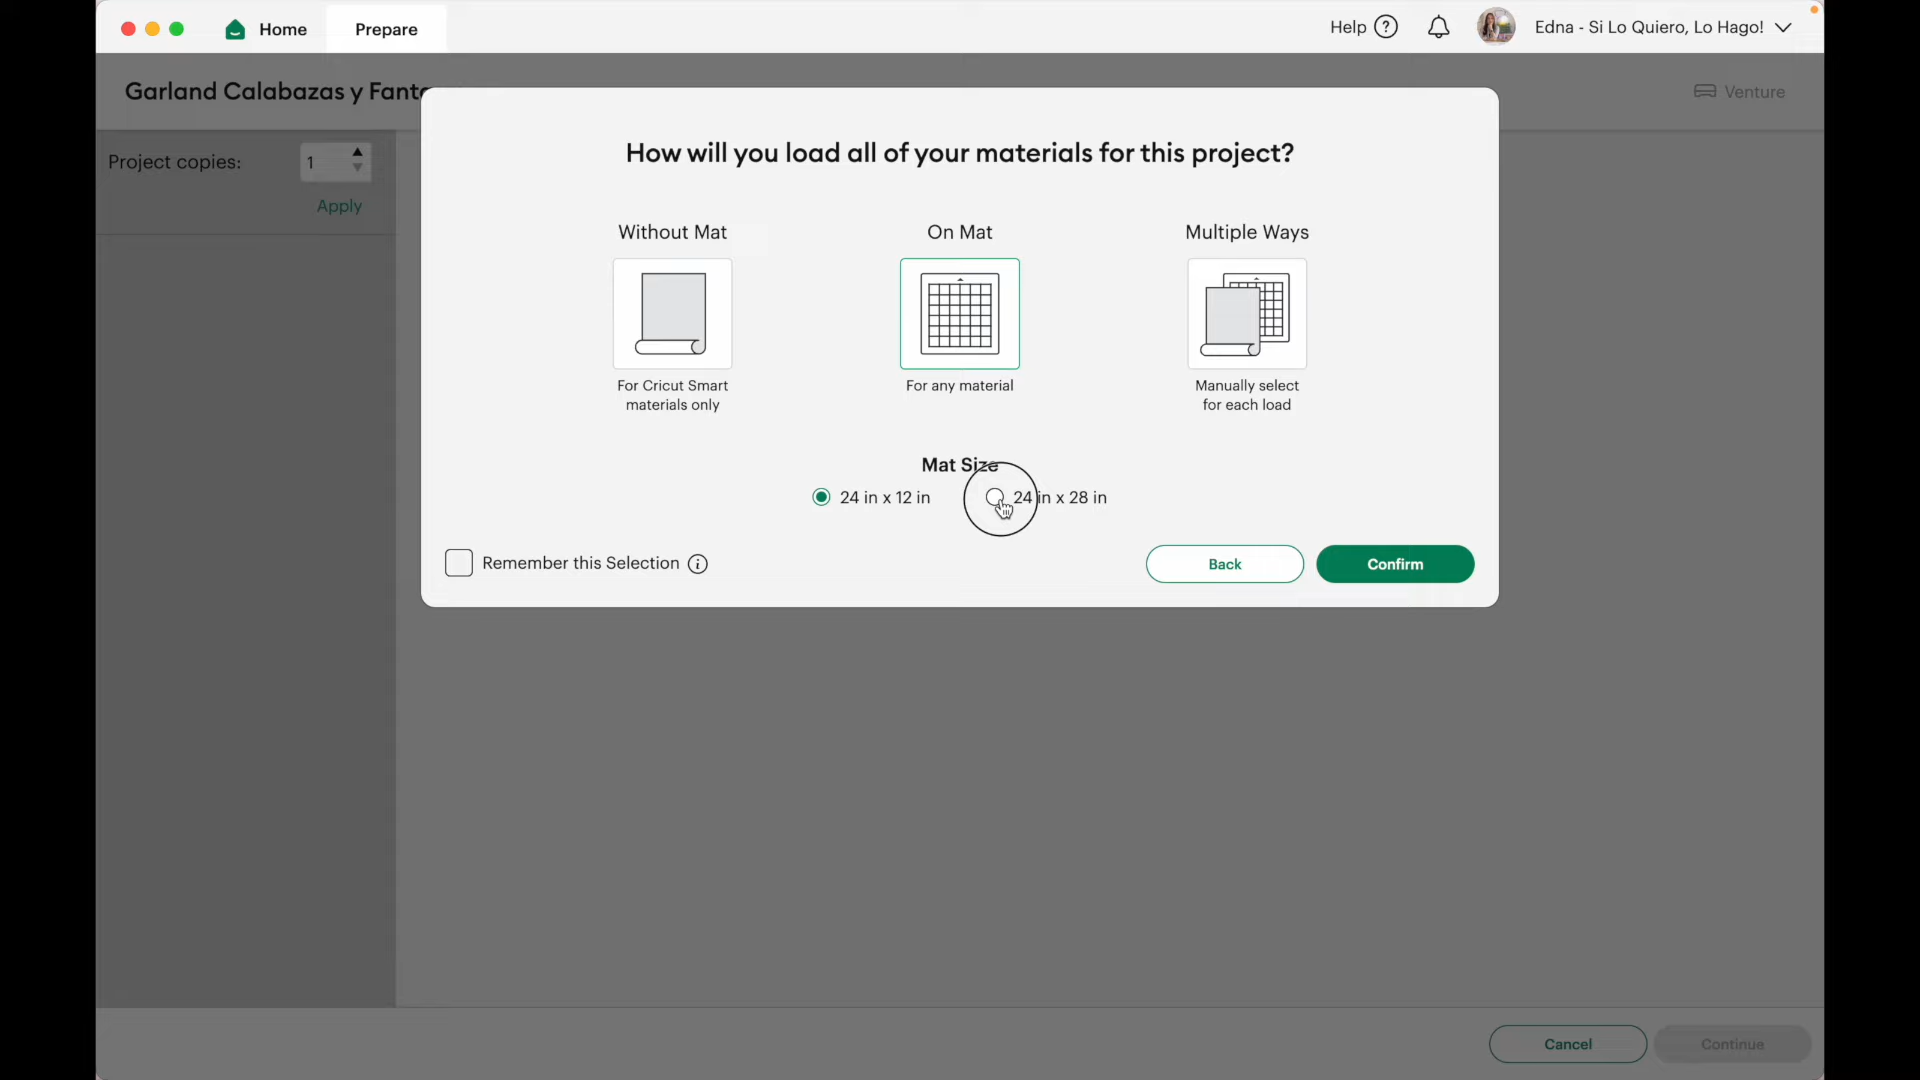 Home
Prepare
Help
Edna - Si Lo Quiero, Lo Hago!
Garland Calabazas y Fant
Venture
Project copies:
1
Apply
How will you load all of your materials for this project?
Without Mat
On Mat
Multiple Ways
For Cricut Smart
materials only
For any material
Manually select
for each load
Mat Size
24 in x 12 in
24 in x 28 in
Remember this Selection
Back
Confirm
Cancel
Continue